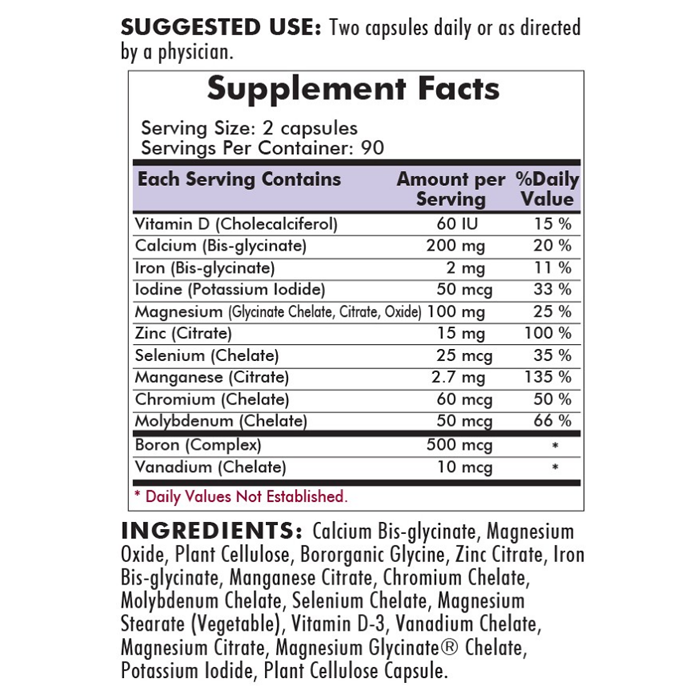 SUGGESTED USE: Two capsules daily or as directed
by a physician.
Supplement Facts
Serving Size: 2 capsules
Servings Per Container: 90
Each Serving Contains Amount per Serving %Daily Value
Vitamin D (Cholecalciferol) 60 IU 15 %
Calcium (Bis-glycinate) 200 mg 20 %
Iron (Bis-glycinate) 2 mg 11 %
Iodine (Potassium Iodide) 50 mcg 33 %
Magnesium (Glycinate Chelate, Citrate, Oxide) 100 mg 25 %
Zinc (Citrate) 15 mg 100 %
Selenium (Chelate) 25 mcg 35 %
Manganese (Citrate) 2.7 mg 135 %
Chromium (Chelate) 60 mcg 50 %
Molybdenum (Chelate) 50 mcg 66 %
Boron (Complex) 500 mcg *
Vanadium (Chelate) 10 mcg *
* Daily Values Not Established.
INGREDIENTS: Calcium Bis-glycinate, Magnesium
Oxide, Plant Cellulose, Bororganic Glycine, Zinc Citrate, Iron
Bis-glycinate, Manganese Citrate, Chromium Chelate,
Molybdenum Chelate, Selenium Chelate, Magnesium
Stearate (Vegetable), Vitamin D-3, Vanadium Chelate,
Magnesium Citrate, Magnesium Glycinate® Chelate,
Potassium Iodide, Plant Cellulose Capsule.